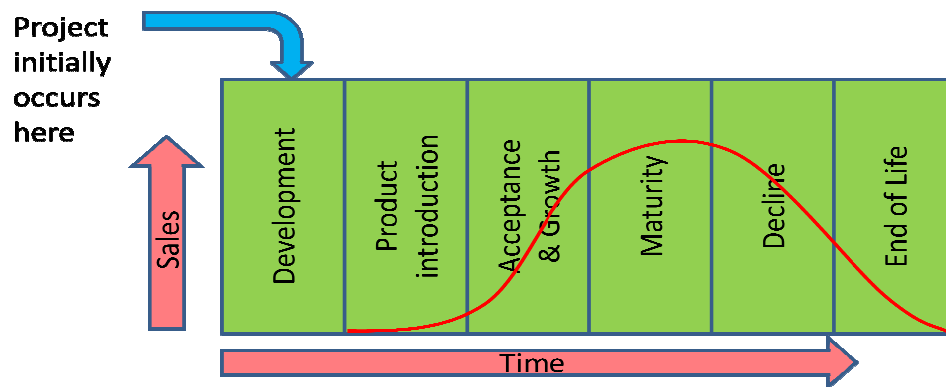 Project
initially
occurs
here
Sales
Development
Product
introduction
Acceptance
& Growth
Maturity
Decline
End of Life
Time